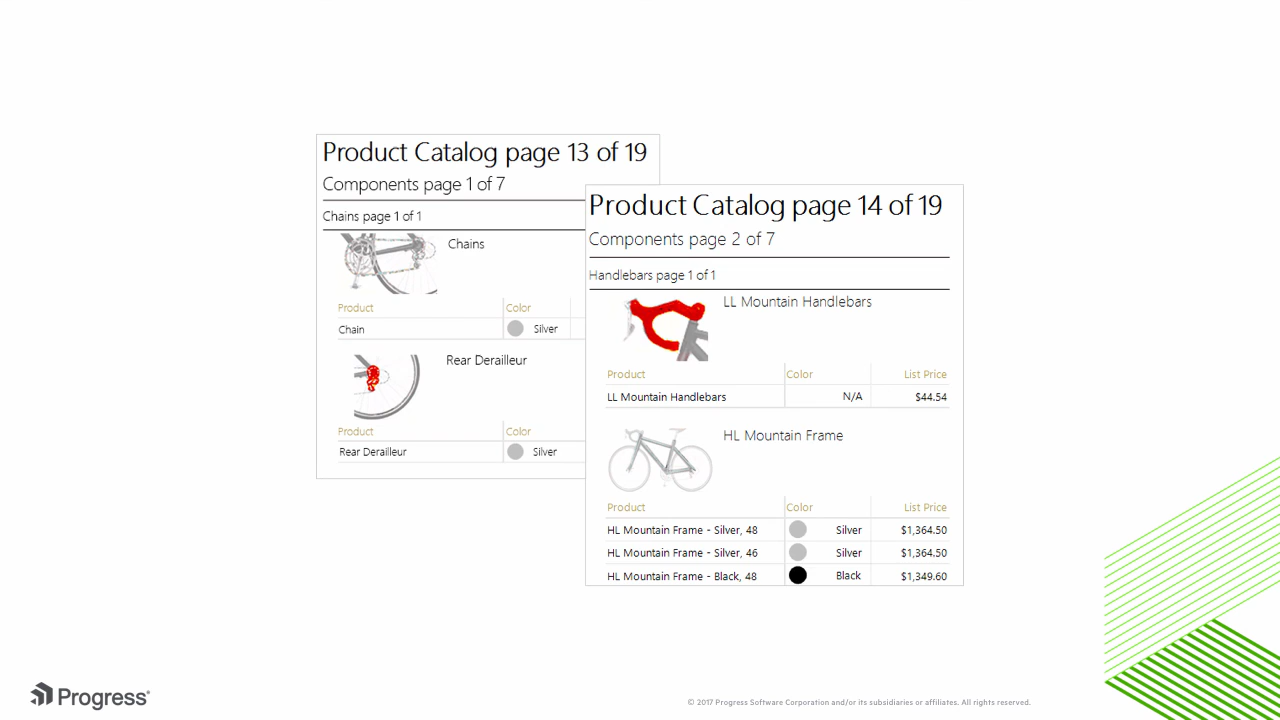 Product Catalog page 13 of 19
Components page 1 of 7
Chains page 1 of 1
Chains
Product Color
Chain Silver
Rear Derailleur
Product Color
Rear Derailleur Silver
Product Catalog page 14 of 19
Components page 2 of 7
Handlebars page 1 of 1
LL Mountain Handlebars
Product Color List Price
LL Mountain Handlebars N/A $44.54
HL Mountain Frame
Product Color List Price
HL Mountain Frame - Silver, 48 Silver $1,364.50
HL Mountain Frame - Silver, 46 Silver $1,364.50
HL Mountain Frame - Black, 48 Black $1,349.60
Progress
© 2017 Progress Software Corporation and/or its subsidiaries or affiliates. All rights reserved.